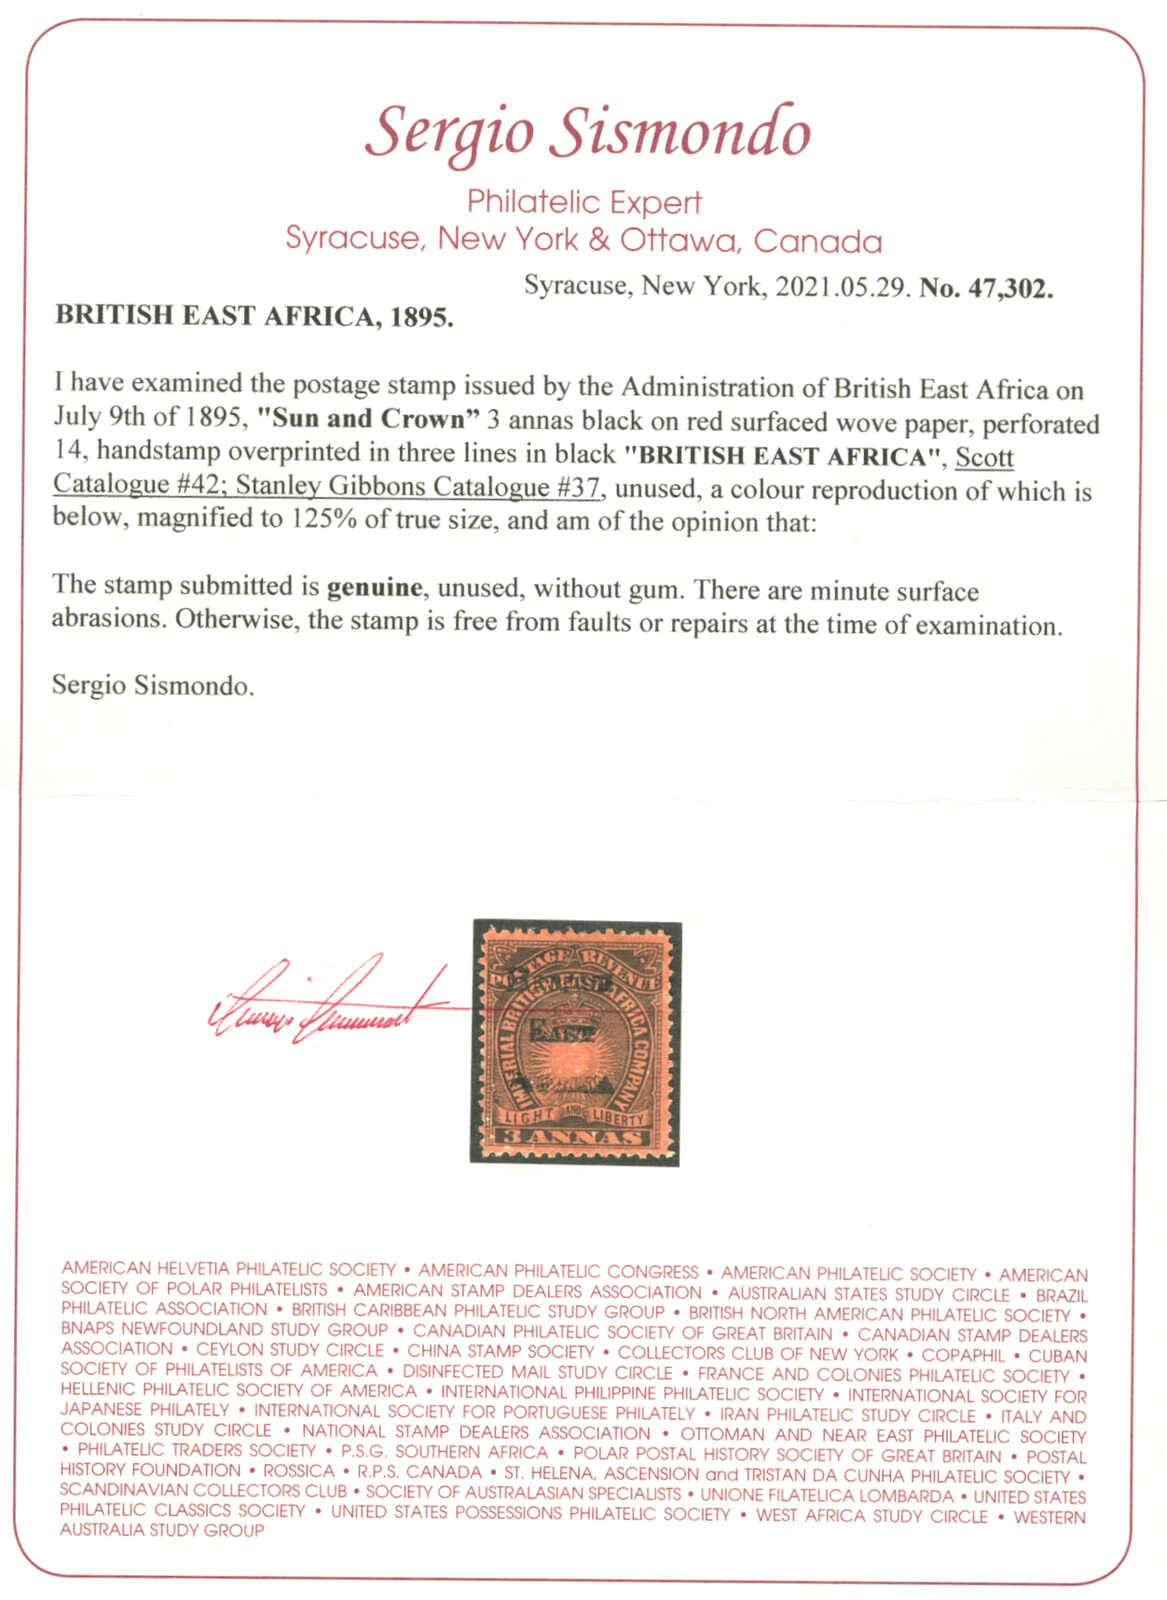 Sergio Sismondo
Philatelic Expert
Syracuse, New York & Ottawa, Canada
Syracuse, New York, 2021.05.29. No. 47,302.
BRITISH EAST AFRICA, 1895.
I have examined the postage stamp issued by the Administration of British East Africa on
July 9th of 1895, "Sun and Crown” 3 annas black on red surfaced wove paper, perforated
14, handstamp overprinted in three lines in black "BRITISH EAST AFRICA", Scott
Catalogue #42; Stanley Gibbons Catalogue #37, unused, a colour reproduction of which is
below, magnified to 125% of true size, and am of the opinion that:
The stamp submitted is genuine, unused, without gum. There are minute surface
abrasions. Otherwise, the stamp is free from faults or repairs at the time of examination.
Sergio Sismondo.
POSTAGE & REVENUE
IMPERIAL BRITISH EAST AFRICA COMPANY
BRITISH
EAST
LIGHT AND LIBERTY
3 ANNAS
AMERICAN HELVETIA PHILATELIC SOCIETY • AMERICAN PHILATELIC CONGRESS • AMERICAN PHILATELIC SOCIETY • AMERICAN
SOCIETY OF POLAR PHILATELISTS • AMERICAN STAMP DEALERS ASSOCIATION • AUSTRALIAN STATES STUDY CIRCLE • BRAZIL
PHILATELIC ASSOCIATION • BRITISH CARIBBEAN PHILATELIC STUDY GROUP • BRITISH NORTH AMERICAN PHILATELIC SOCIETY •
BNAPS NEWFOUNDLAND STUDY GROUP • CANADIAN PHILATELIC SOCIETY OF GREAT BRITAIN • CANADIAN STAMP DEALERS
ASSOCIATION • CEYLON STUDY CIRCLE • CHINA STAMP SOCIETY • COLLECTORS CLUB OF NEW YORK • COPAPHIL • CUBAN
SOCIETY OF PHILATELISTS OF AMERICA • DISINFECTED MAIL STUDY CIRCLE • FRANCE AND COLONIES PHILATELIC SOCIETY •
HELLENIC PHILATELIC SOCIETY OF AMERICA • INTERNATIONAL PHILIPPINE PHILATELIC SOCIETY • INTERNATIONAL SOCIETY FOR
JAPANESE PHILATELY • INTERNATIONAL SOCIETY FOR PORTUGUESE PHILATELY • IRAN PHILATELIC STUDY CIRCLE • ITALY AND
COLONIES STUDY CIRCLE • NATIONAL STAMP DEALERS ASSOCIATION • OTTOMAN AND NEAR EAST PHILATELIC SOCIETY
• PHILATELIC TRADERS SOCIETY • P.S.G. SOUTHERN AFRICA • POLAR POSTAL HISTORY SOCIETY OF GREAT BRITAIN • POSTAL
HISTORY FOUNDATION • ROSSICA • R.P.S. CANADA • ST. HELENA, ASCENSION and TRISTAN DA CUNHA PHILATELIC SOCIETY •
SCANDINAVIAN COLLECTORS CLUB • SOCIETY OF AUSTRALASIAN SPECIALISTS • UNIONE FILATELICA LOMBARDA • UNITED STATES
PHILATELIC CLASSICS SOCIETY • UNITED STATES POSSESSIONS PHILATELIC SOCIETY • WEST AFRICA STUDY CIRCLE • WESTERN
AUSTRALIA STUDY GROUP